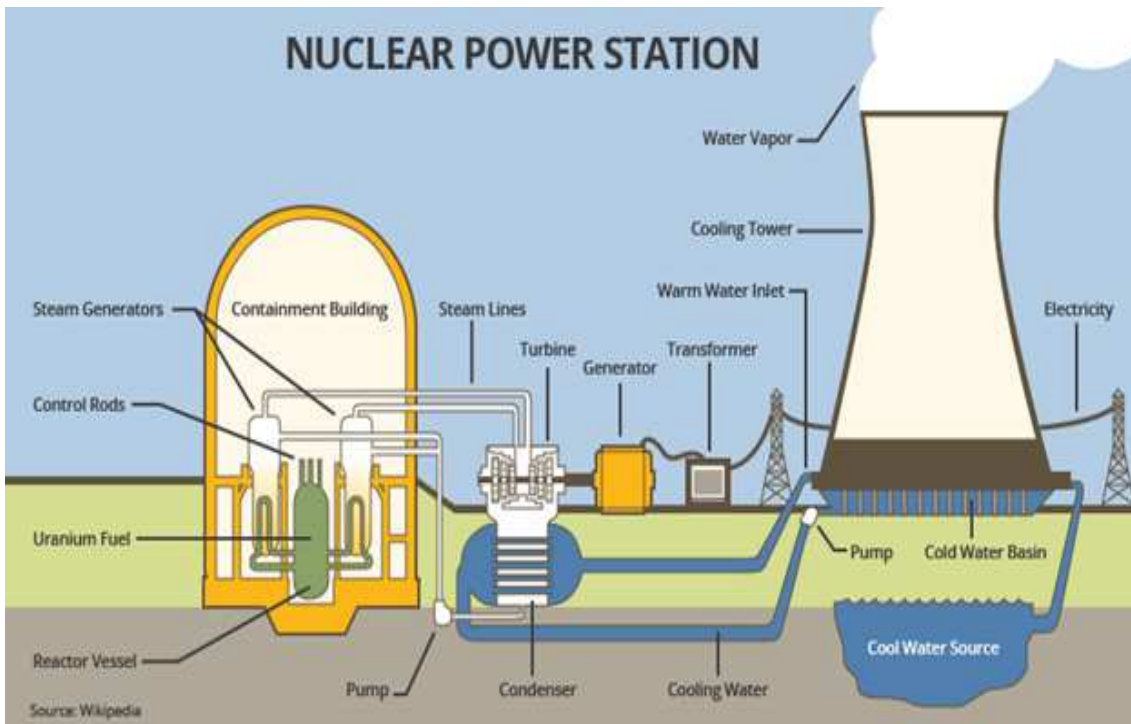 NUCLEAR POWER STATION
Water Vapor
Cooling Tower
Steam Generators
Containment Building
Steam Lines
Warm Water Inlet
Electricity
Turbine
Generator
Transformer
Control Rods
Uranium Fuel
Pump
Cold Water Basin
Cool Water Source
Reactor Vessel
Pump
Condenser
Cooling Water
Source: Wikipedia